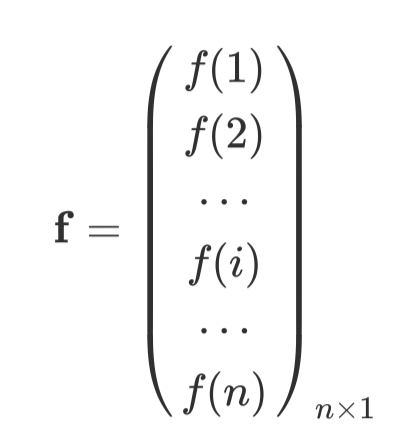 f(1)
f(2)
...
f =
f(i)
...
f(n)
n×1